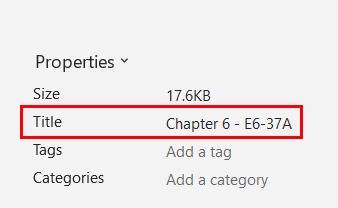 Properties
Size 17.6KB
Title Chapter 6 - E6-37A
Tags Add a tag
Categories Add a category